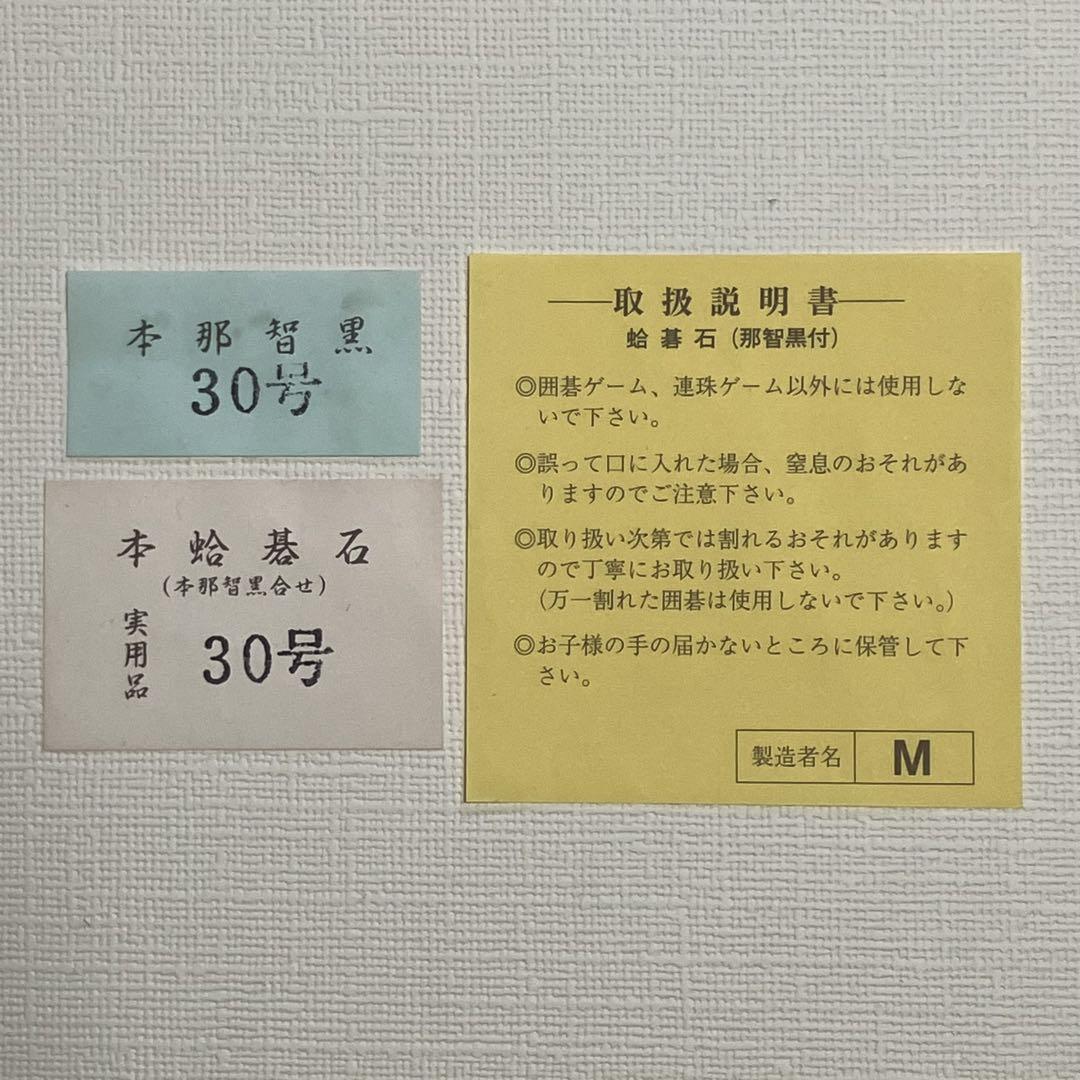 本那智黒
30号
本蛤碁石
(本那智黒合せ)
実用品
30号
取扱説明書
蛤碁石(那智黒付)
◎囲碁ゲーム、連珠ゲーム以外には使用しな
いで下さい。
◎誤って口に入れた場合、窒息のおそれがあ
りますのでご注意下さい。
◎取り扱い次第では割れるおそれがあります
ので丁寧にお取り扱い下さい。
(万一割れた囲碁は使用しないで下さい。)
◎お子様の手の届かないところに保管して下
さい。
製造者名 M